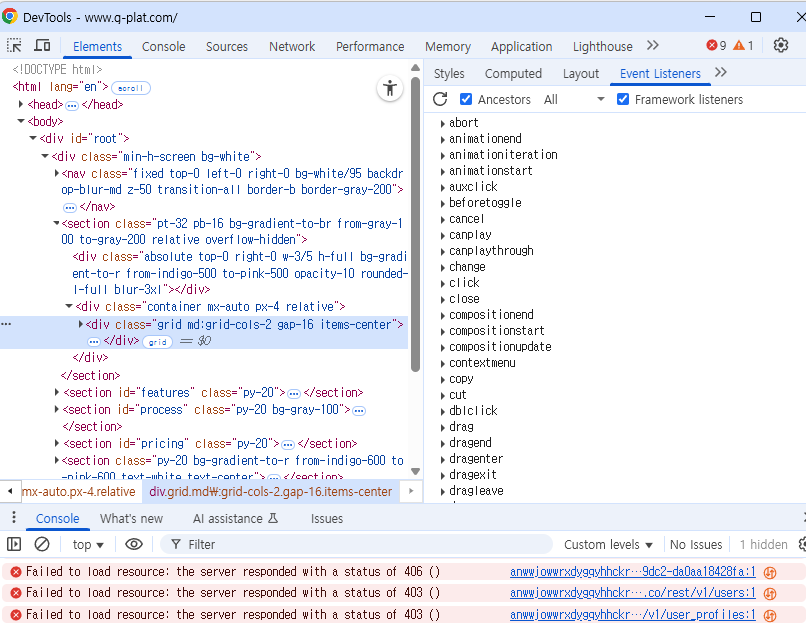 DevTools - www.q-plat.com/
Elements Console Sources Network Performance Memory Application Lighthouse 9 1
<!DOCTYPE html>
<html lang="en"> scroll
<head> ••• </head>
<body>
<div id="root">
<div class="min-h-screen bg-white">
<nav class="fixed top-0 left-0 right-0 bg-white/95 backdr
op-blur-md z-50 transition-all border-b border-gray-200">
••• </nav>
<section class="pt-32 pb-16 bg-gradient-to-br from-gray-1
00 to-gray-200 relative overflow-hidden">
<div class="absolute top-0 right-0 w-3/5 h-full bg-gradi
ent-to-r from-indigo-500 to-pink-500 opacity-10 rounded-
l-full blur-3xl"></div>
<div class="container mx-auto px-4 relative">
<div class="grid md:grid-cols-2 gap-16 items-center">
••• </div> grid == $0
</div>
</section>
<section id="features" class="py-20"> ••• </section>
<section id="process" class="py-20 bg-gray-100"> •••
</section>
<section id="pricing" class="py-20"> ••• </section>
<section class="py-20 bg-gradient-to-r from-indigo-600 to
-pink-600 text-white text-center"> ••• </section>
mx-auto.px-4.relative div.grid.md₩:grid-cols-2.gap-16.items-center
Styles Computed Layout Event Listeners
Ancestors All Framework listeners
abort
animationend
animationiteration
animationstart
auxclick
beforetoggle
cancel
canplay
canplaythrough
change
click
close
compositionend
compositionstart
compositionupdate
contextmenu
copy
cut
dblclick
drag
dragend
dragenter
dragexit
dragleave
Console What's new AI assistance Issues
top Filter Custom levels No Issues 1 hidden
Failed to load resource: the server responded with a status of 406 () anwwjowwrxdygqyhhckr…9dc2-da0aa18428fa:1
Failed to load resource: the server responded with a status of 403 () anwwjowwrxdygqyhhckr….co/rest/v1/users:1
Failed to load resource: the server responded with a status of 403 () anwwjowwrxdygqyhhckr…/v1/user_profiles:1